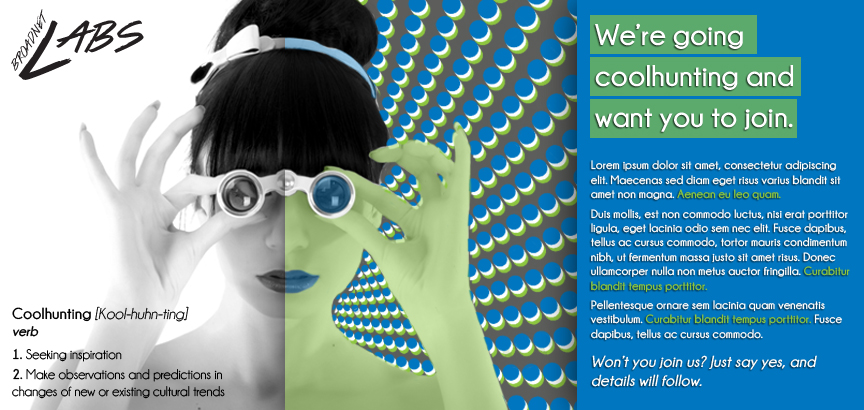 BROADNET
LABS
We're going
coolhunting and
want you to join.
Lorem ipsum dolor sit amet, consectetur adipiscing
elit. Maecenas sed diam eget risus varius blandit sit
amet non magna. Aenean eu leo quam.
Duis mollis, est non commodo luctus, nisi erat porttitor
ligula, eget lacinia odio sem nec elit. Fusce dapibus,
tellus ac cursus commodo, tortor mauris condimentum
nibh, ut fermentum massa justo sit amet risus. Donec
ullamcorper nulla non metus auctor fringilla. Curabitur
blandit tempus porttitor.
Pellentesque ornare sem lacinia quam venenatis
vestibulum. Curabitur blandit tempus porttitor. Fusce
dapibus, tellus ac cursus commodo.
Won't you join us? Just say yes, and
details will follow.
Coolhunting [Kool-huhn-ting]
verb
1. Seeking inspiration
2. Make observations and predictions in
changes of new or existing cultural trends